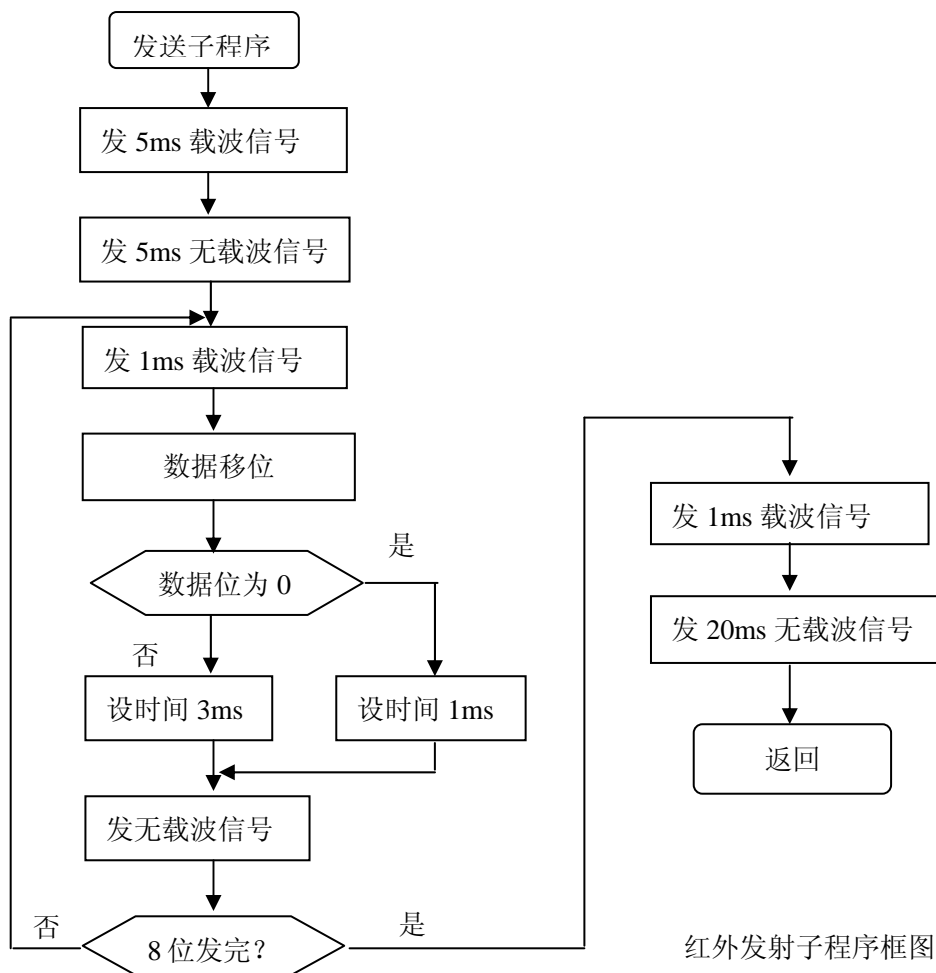 发送子程序
发 5ms 载波信号
发 5ms 无载波信号
发 1ms 载波信号
数据移位
数据位为 0
是
否
设时间 3ms
设时间 1ms
发无载波信号
8 位发完？
否
是
发 1ms 载波信号
发 20ms 无载波信号
返回
红外发射子程序框图